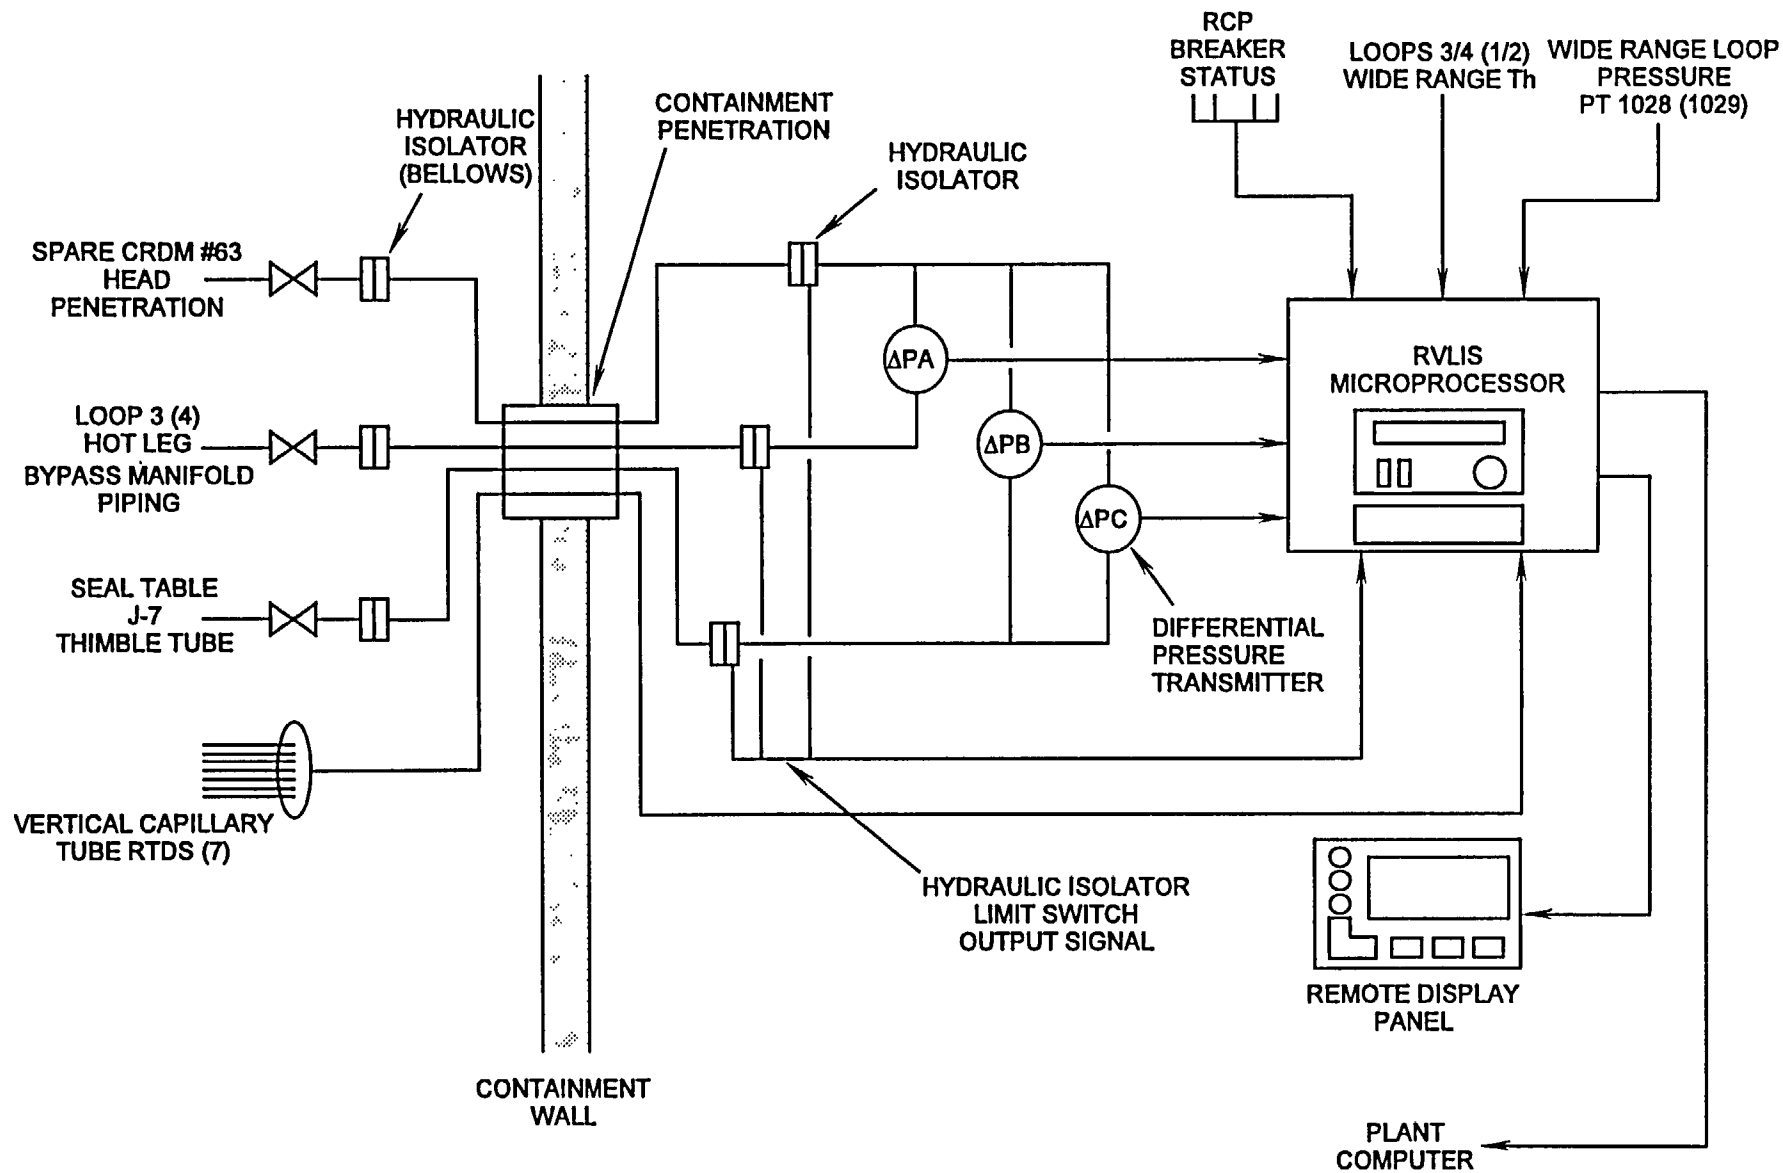 RCP
BREAKER
STATUS
LOOPS 3/4 (1/2)
WIDE RANGE Th
WIDE RANGE LOOP
PRESSURE
PT 1028 (1029)
HYDRAULIC
ISOLATOR
(BELLOWS)
CONTAINMENT
PENETRATION
HYDRAULIC
ISOLATOR
SPARE CRDM #63
HEAD
PENETRATION
ΔPA
RVLIS
MICROPROCESSOR
LOOP 3 (4)
HOT LEG
BYPASS MANIFOLD
PIPING
ΔPB
ΔPC
SEAL TABLE
J-7
THIMBLE TUBE
DIFFERENTIAL
PRESSURE
TRANSMITTER
VERTICAL CAPILLARY
TUBE RTDS (7)
HYDRAULIC ISOLATOR
LIMIT SWITCH
OUTPUT SIGNAL
REMOTE DISPLAY
PANEL
CONTAINMENT
WALL
PLANT
COMPUTER